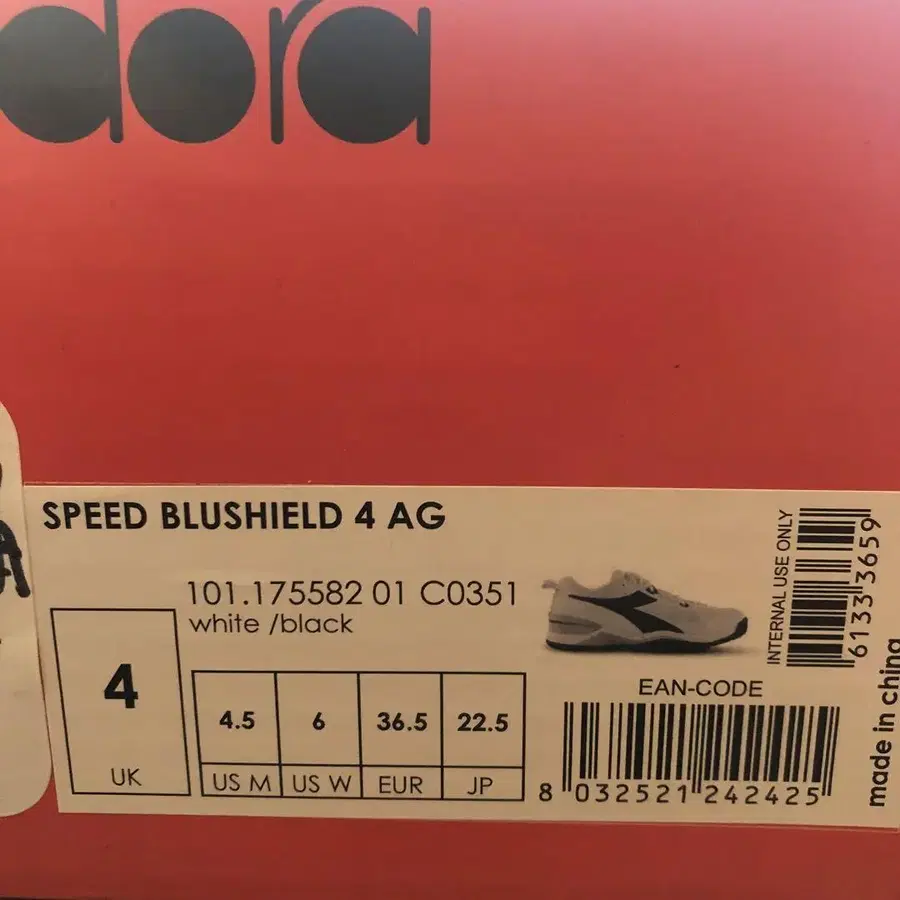 dora
SPEED BLUSHIELD 4 AG
101.175582 01 C0351
white /black
4
UK
4.5 6 36.5 22.5
US M US W EUR JP
INTERNAL USE ONLY
61333659
EAN-CODE
8 032521 242425
made in china